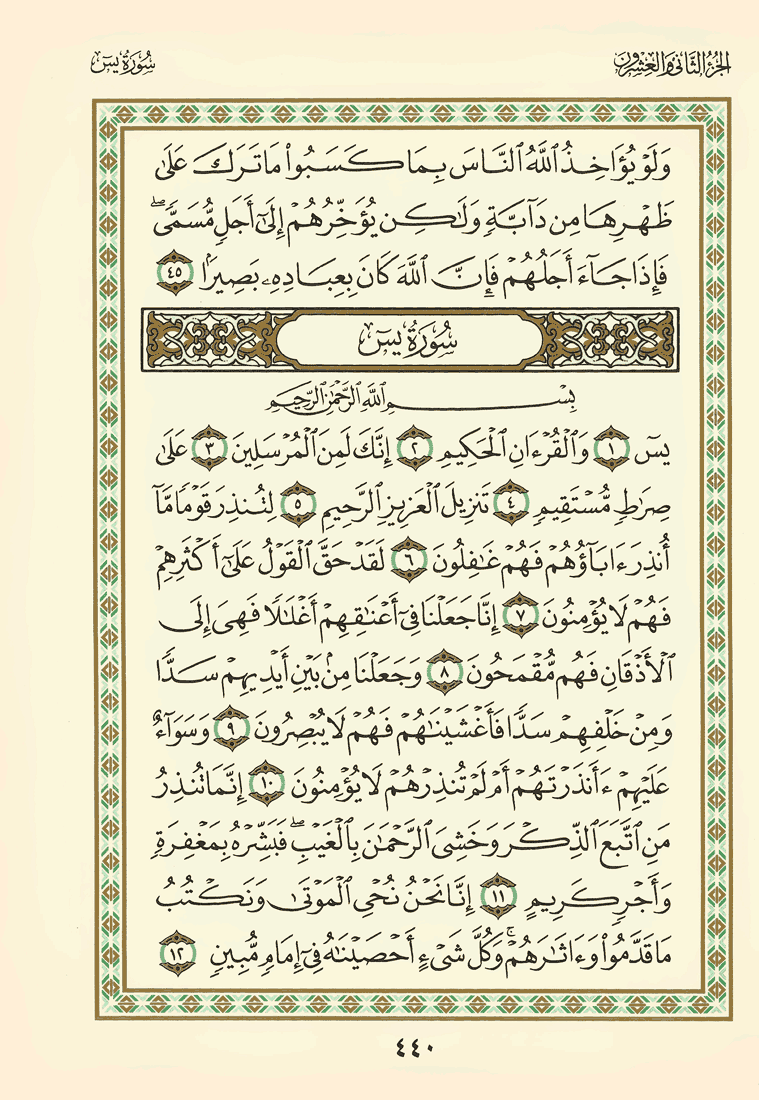 الجزء الثاني والعشرون
سورة يس
وَلَوْ يُؤَاخِذُ ٱللَّهُ ٱلنَّاسَ بِمَا كَسَبُواْ مَا تَرَكَ عَلَىٰ
ظَهْرِهَا مِن دَآبَّةٖ وَلَٰكِن يُؤَخِّرُهُمْ إِلَىٰٓ أَجَلٖ مُّسَمّٗىۖ
فَإِذَا جَآءَ أَجَلُهُمْ فَإِنَّ ٱللَّهَ كَانَ بِعِبَادِهِۦ بَصِيرَۢا ٤٥
سُورَةُ يسٓ
بِسْمِ ٱللَّهِ ٱلرَّحْمَٰنِ ٱلرَّحِيمِ
يسٓ ١ وَٱلْقُرْءَانِ ٱلْحَكِيمِ ٢ إِنَّكَ لَمِنَ ٱلْمُرْسَلِينَ ٣ عَلَىٰ
صِرَٰطٖ مُّسْتَقِيمٖ ٤ تَنزِيلَ ٱلْعَزِيزِ ٱلرَّحِيمِ ٥ لِتُنذِرَ قَوْمٗا مَّآ
أُنذِرَ ءَابَآؤُهُمْ فَهُمْ غَٰفِلُونَ ٦ لَقَدْ حَقَّ ٱلْقَوْلُ عَلَىٰٓ أَكْثَرِهِمْ
فَهُمْ لَا يُؤْمِنُونَ ٧ إِنَّا جَعَلْنَا فِيٓ أَعْنَٰقِهِمْ أَغْلَٰلٗا فَهِيَ إِلَى
ٱلْأَذْقَانِ فَهُم مُّقْمَحُونَ ٨ وَجَعَلْنَا مِنۢ بَيْنِ أَيْدِيهِمْ سَدّٗا
وَمِنْ خَلْفِهِمْ سَدّٗا فَأَغْشَيْنَٰهُمْ فَهُمْ لَا يُبْصِرُونَ ٩ وَسَوَآءٌ
عَلَيْهِمْ ءَأَنذَرْتَهُمْ أَمْ لَمْ تُنذِرْهُمْ لَا يُؤْمِنُونَ ١٠ إِنَّمَا تُنذِرُ
مَنِ ٱتَّبَعَ ٱلذِّكْرَ وَخَشِيَ ٱلرَّحْمَٰنَ بِٱلْغَيْبِۖ فَبَشِّرْهُ بِمَغْفِرَةٖ
وَأَجْرٖ كَرِيمٍ ١١ إِنَّا نَحْنُ نُحْيِ ٱلْمَوْتَىٰ وَنَكْتُبُ
مَا قَدَّمُواْ وَءَاثَٰرَهُمْۚ وَكُلَّ شَيْءٍ أَحْصَيْنَٰهُ فِيٓ إِمَامٖ مُّبِينٖ ١٢
٤٤٠